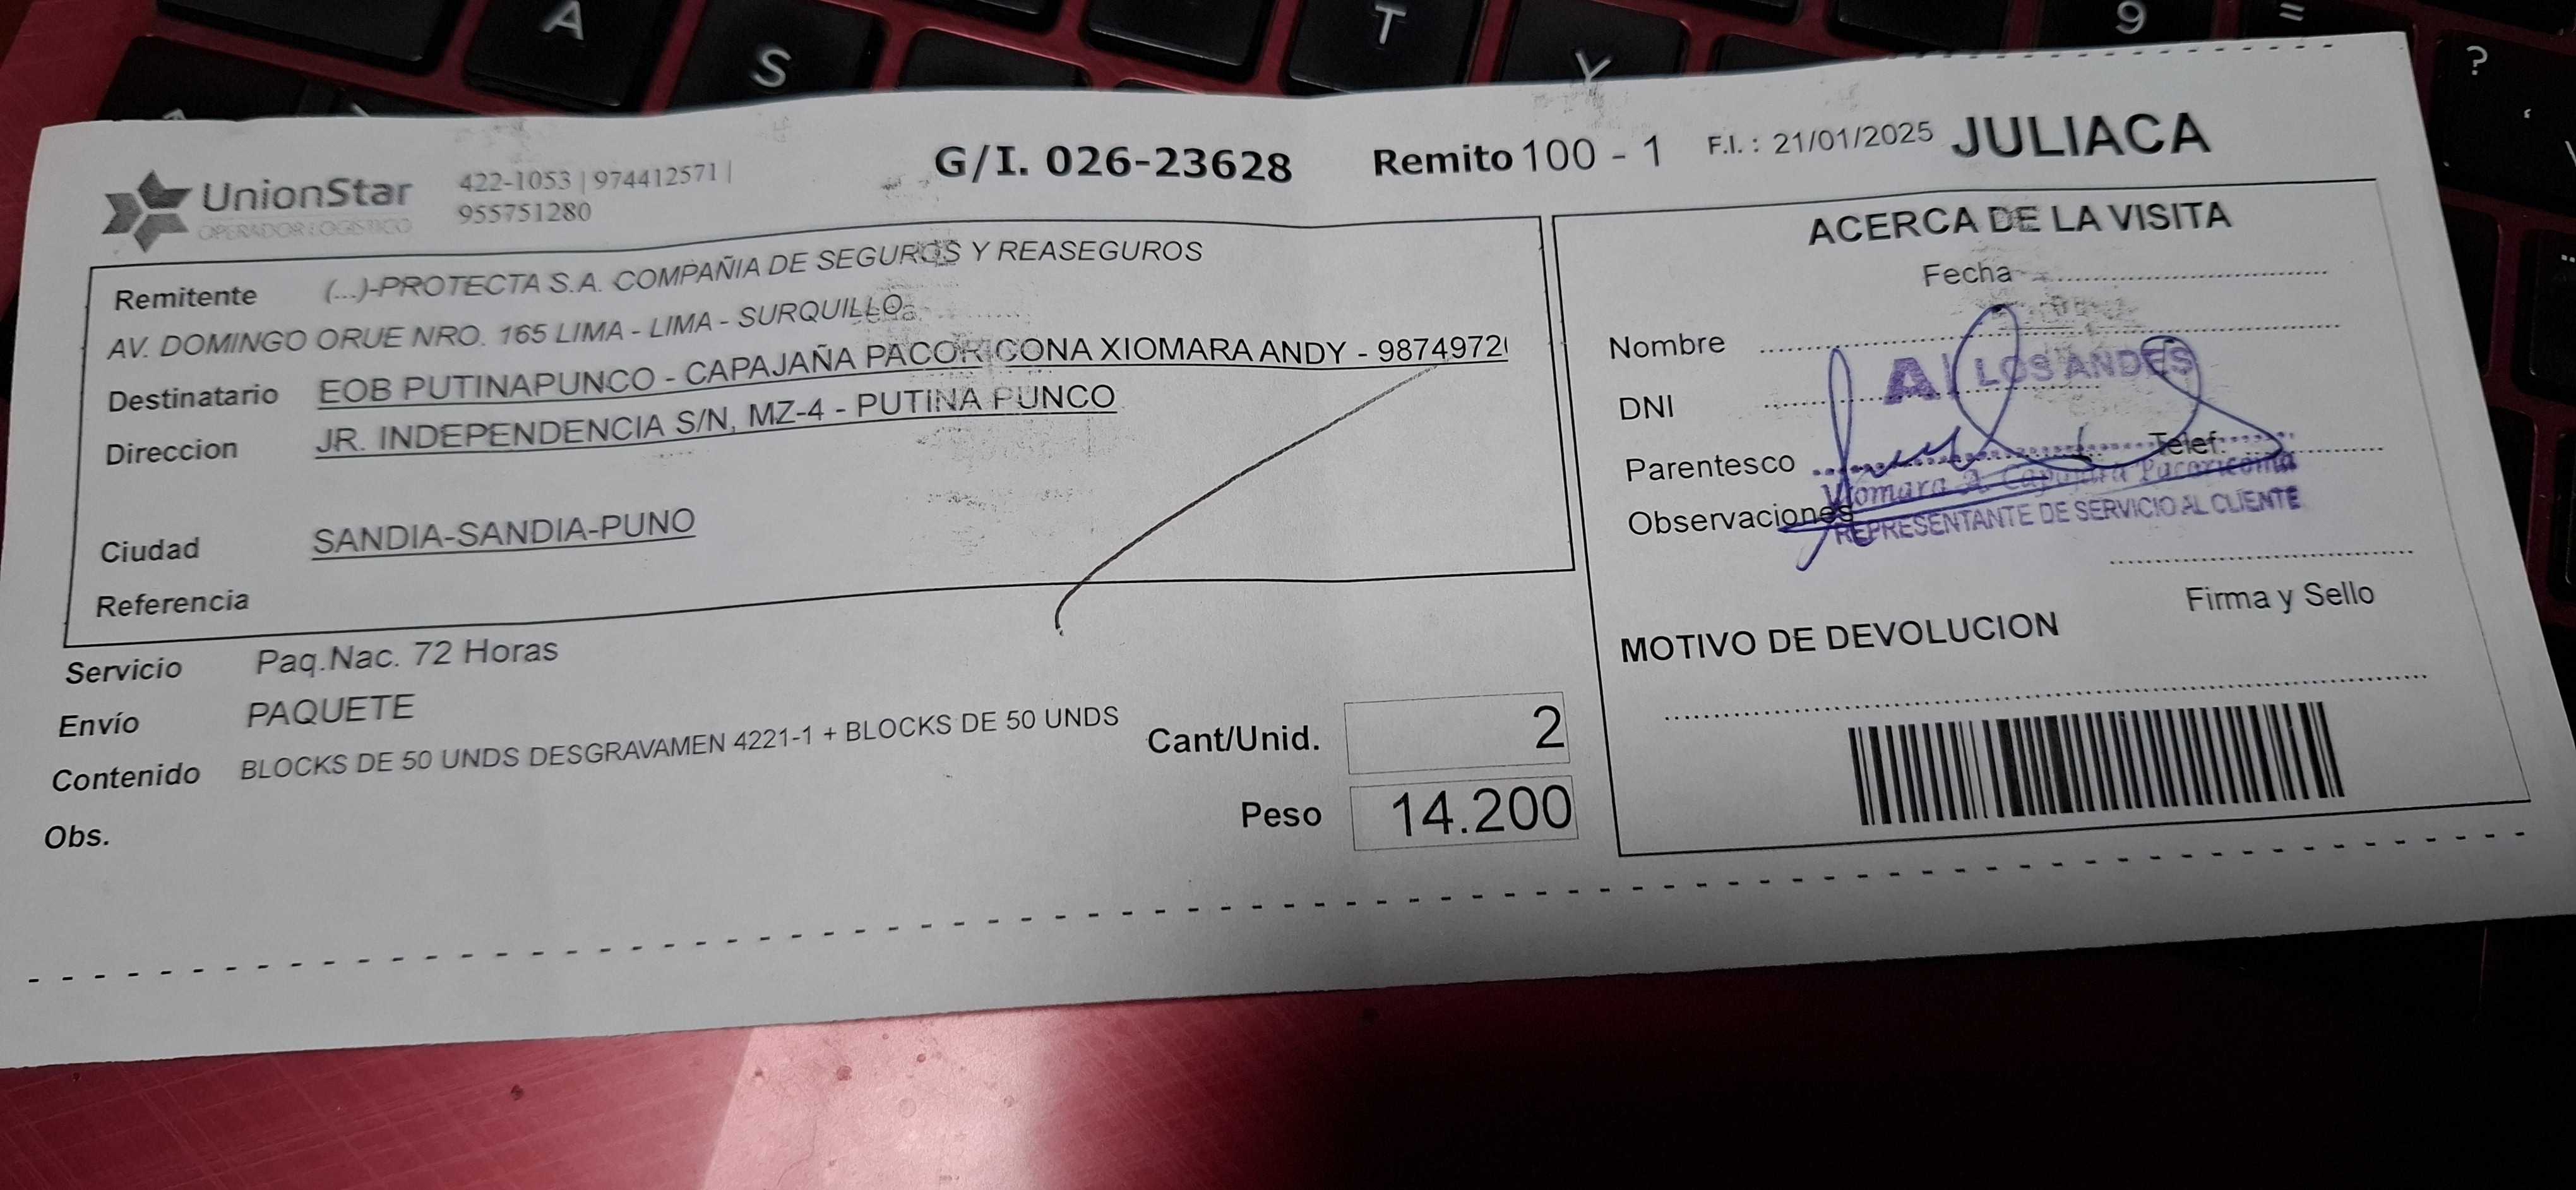 A S T Y 9 = ?
UnionStar
OPERADOR LOGISTICO
422-1053 | 974412571 |
955751280
G/I. 026-23628
Remito 100 - 1
F.I. : 21/01/2025
JULIACA
Remitente (...)-PROTECTA S.A. COMPAÑIA DE SEGUROS Y REASEGUROS
AV. DOMINGO ORUE NRO. 165 LIMA - LIMA - SURQUILLO
Destinatario EOB PUTINAPUNCO - CAPAJAÑA PACORICONA XIOMARA ANDY - 9874972
Direccion JR. INDEPENDENCIA S/N, MZ-4 - PUTINA PUNCO
Ciudad SANDIA-SANDIA-PUNO
Referencia
Servicio Paq.Nac. 72 Horas
Envío PAQUETE
Contenido BLOCKS DE 50 UNDS DESGRAVAMEN 4221-1 + BLOCKS DE 50 UNDS
Obs.
Cant/Unid. 2
Peso 14.200
ACERCA DE LA VISITA
Fecha
Nombre
LOS ANDES
DNI
Parentesco Telef:
Xiomara A. Capajaña Pacoricona
Observaciones
REPRESENTANTE DE SERVICIO AL CLIENTE
Firma y Sello
MOTIVO DE DEVOLUCION